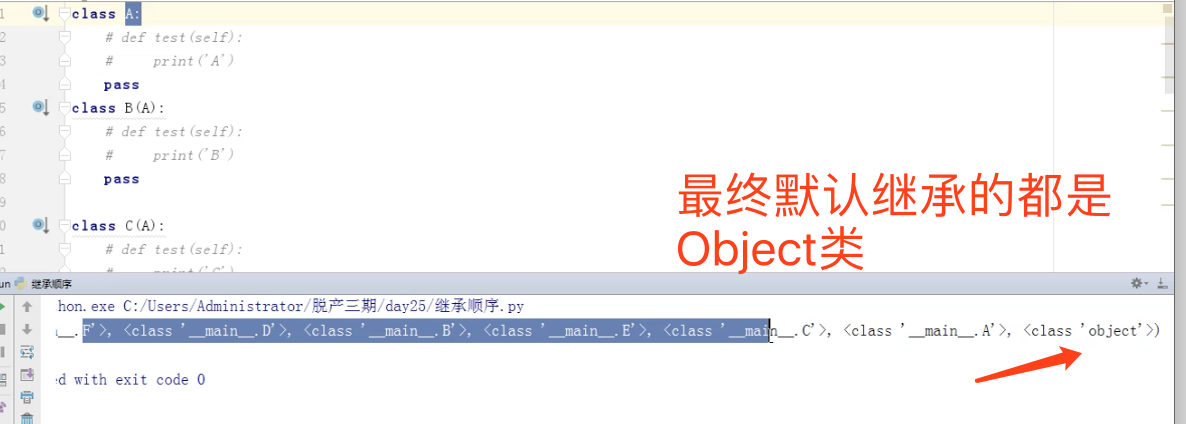 1 class A:
2 # def test(self):
3 #     print('A')
4 pass
5 class B(A):
6 # def test(self):
7 #     print('B')
8 pass
9
0 class C(A):
1 # def test(self):
最终默认继承的都是
Object类
un 继承顺序
hon.exe C:/Users/Administrator/脱产三期/day25/继承顺序.py
__.F'>, <class '__main__.D'>, <class '__main__.B'>, <class '__main__.E'>, <class '__main__.C'>, <class '__main__.A'>, <class 'object'>)
ed with exit code 0